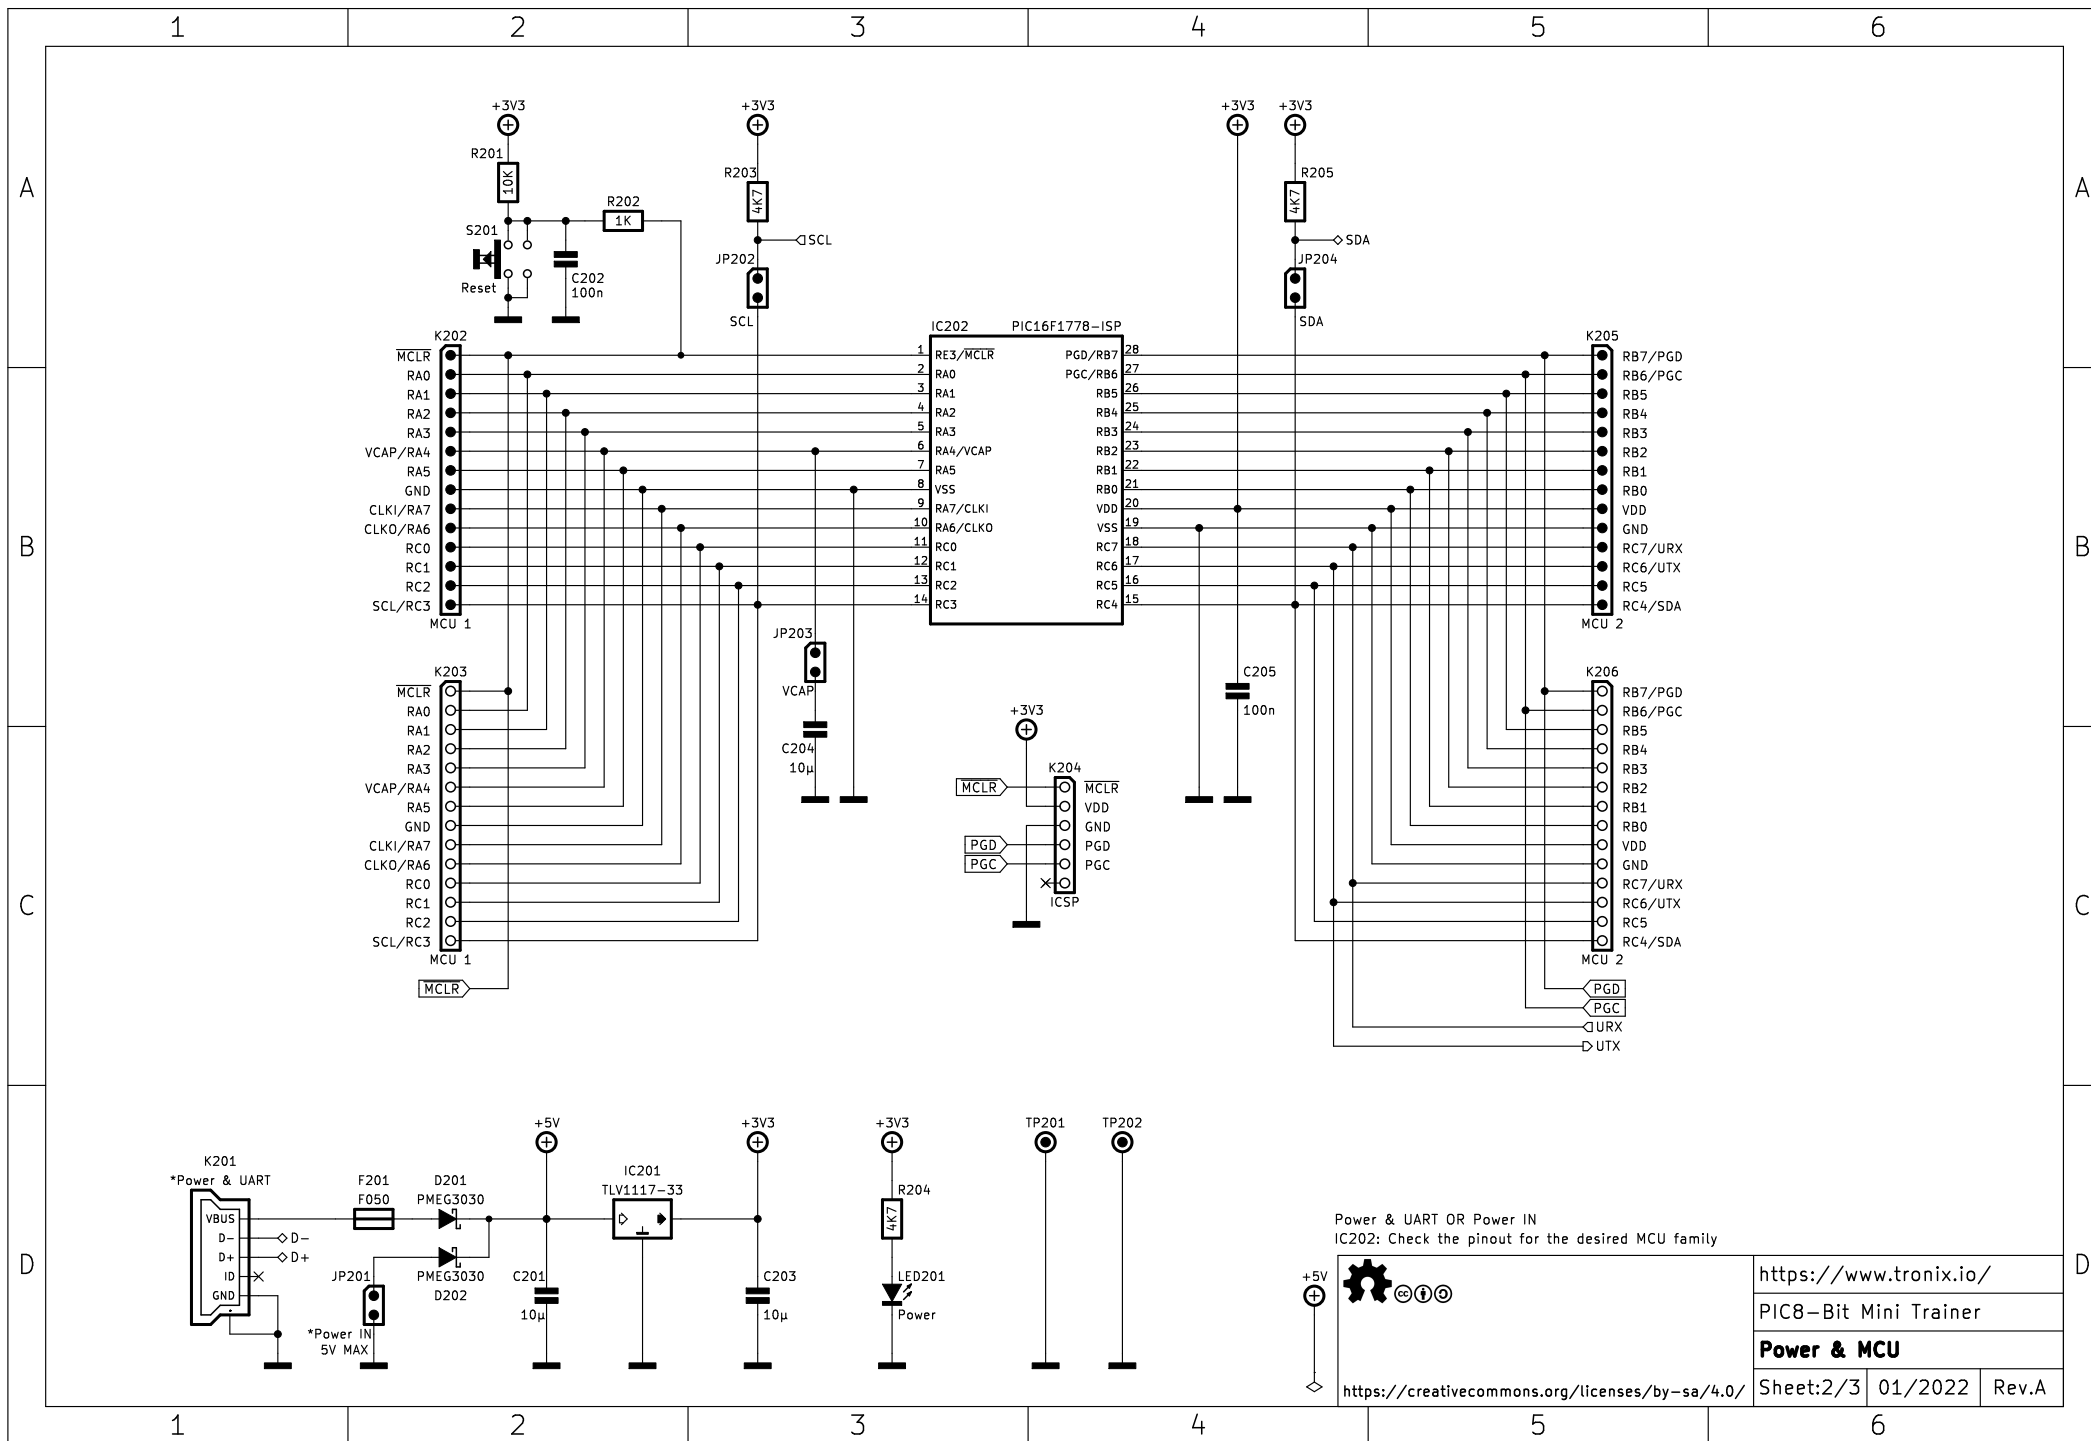 1 2 3 4 5 6
A A
B B
C C
D D
+3V3
R201
10K
R202
1K
S201
Reset
C202
100n
+3V3
R203
4K7
SCL
JP202
SCL
+3V3
+3V3
R205
4K7
SDA
JP204
SDA
K202
MCLR
RA0
RA1
RA2
RA3
VCAP/RA4
RA5
GND
CLKI/RA7
CLKO/RA6
RC0
RC1
RC2
SCL/RC3
MCU 1
IC202 PIC16F1778-ISP
1 RE3/MCLR PGD/RB7 28
2 RA0 PGC/RB6 27
3 RA1 RB5 26
4 RA2 RB4 25
5 RA3 RB3 24
6 RA4/VCAP RB2 23
7 RA5 RB1 22
8 VSS RB0 21
9 RA7/CLKI VDD 20
10 RA6/CLKO VSS 19
11 RC0 RC7 18
12 RC1 RC6 17
13 RC2 RC5 16
14 RC3 RC4 15
K205
RB7/PGD
RB6/PGC
RB5
RB4
RB3
RB2
RB1
RB0
VDD
GND
RC7/URX
RC6/UTX
RC5
RC4/SDA
MCU 2
K203
MCLR
RA0
RA1
RA2
RA3
VCAP/RA4
RA5
GND
CLKI/RA7
CLKO/RA6
RC0
RC1
RC2
SCL/RC3
MCU 1
MCLR
JP203
VCAP
C204
10µ
+3V3
K204
MCLR MCLR
VDD
GND
PGD PGD
PGC PGC
ICSP
C205
100n
K206
RB7/PGD
RB6/PGC
RB5
RB4
RB3
RB2
RB1
RB0
VDD
GND
RC7/URX
RC6/UTX
RC5
RC4/SDA
MCU 2
PGD
PGC
URX
UTX
K201
*Power & UART
VBUS
D- D-
D+ D+
ID
GND
F201
F050
D201
PMEG3030
PMEG3030
D202
JP201
*Power IN
5V MAX
+5V
C201
10µ
IC201
TLV1117-33
+3V3
C203
10µ
+3V3
R204
4K7
LED201
Power
TP201
TP202
+5V
Power & UART OR Power IN
IC202: Check the pinout for the desired MCU family
cc
https://creativecommons.org/licenses/by-sa/4.0/
https://www.tronix.io/
PIC8-Bit Mini Trainer
Power & MCU
Sheet:2/3 01/2022 Rev.A
1 2 3 4 5 6